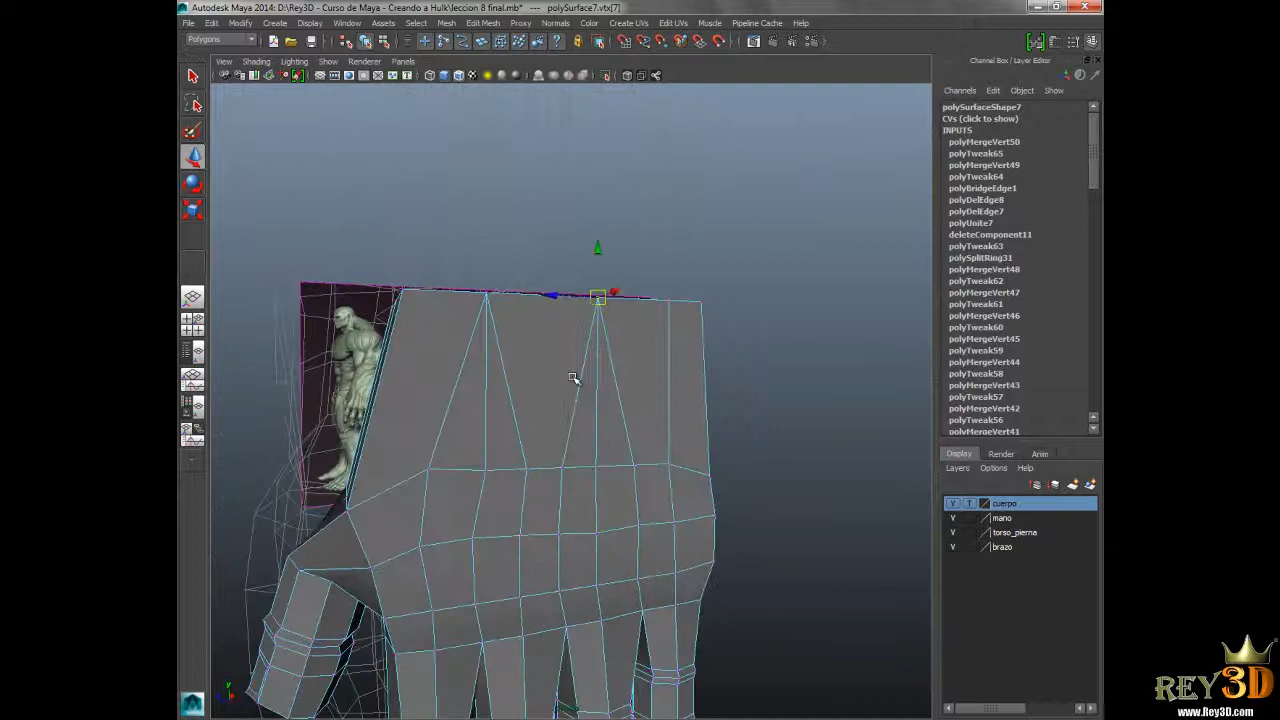 Autodesk Maya 2014: D:\Rey3D - Curso de Maya - Creando a Hulk\leccion 8 final.mb* --- polySurface7.vtx[7]
File Edit Modify Create Display Window Assets Select Mesh Edit Mesh Proxy Normals Color Create UVs Edit UVs Muscle Pipeline Cache Help
Polygons
View Shading Lighting Show Renderer Panels
Channel Box / Layer Editor
Channels Edit Object Show
polySurfaceShape7
CVs (click to show)
INPUTS
polyMergeVert50
polyTweak65
polyMergeVert49
polyTweak64
polyBridgeEdge1
polyDelEdge8
polyDelEdge7
polyUnite7
deleteComponent11
polyTweak63
polySplitRing31
polyMergeVert48
polyTweak62
polyMergeVert47
polyTweak61
polyMergeVert46
polyTweak60
polyMergeVert45
polyTweak59
polyMergeVert44
polyTweak58
polyMergeVert43
polyTweak57
polyMergeVert42
polyTweak56
polyMergeVert41
Display Render Anim
Layers Options Help
V T cuerpo
V mano
V torso_pierna
V brazo
y
REY3D
www.Rey3D.com